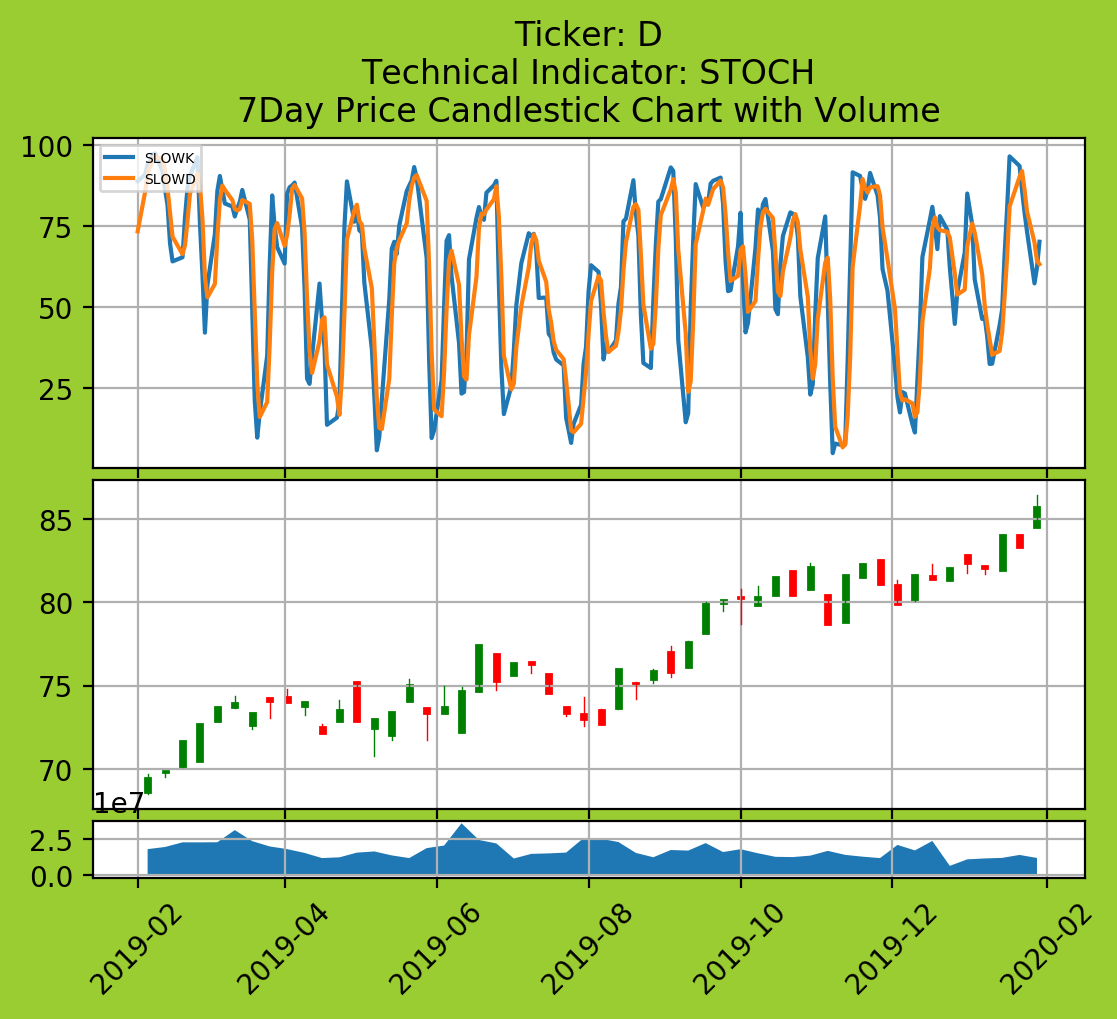 Ticker: D
Technical Indicator: STOCH
7Day Price Candlestick Chart with Volume
100
75
50
25
SLOWK
SLOWD
85
80
75
70
1e7
2.5
0.0
2019-02
2019-04
2019-06
2019-08
2019-10
2019-12
2020-02